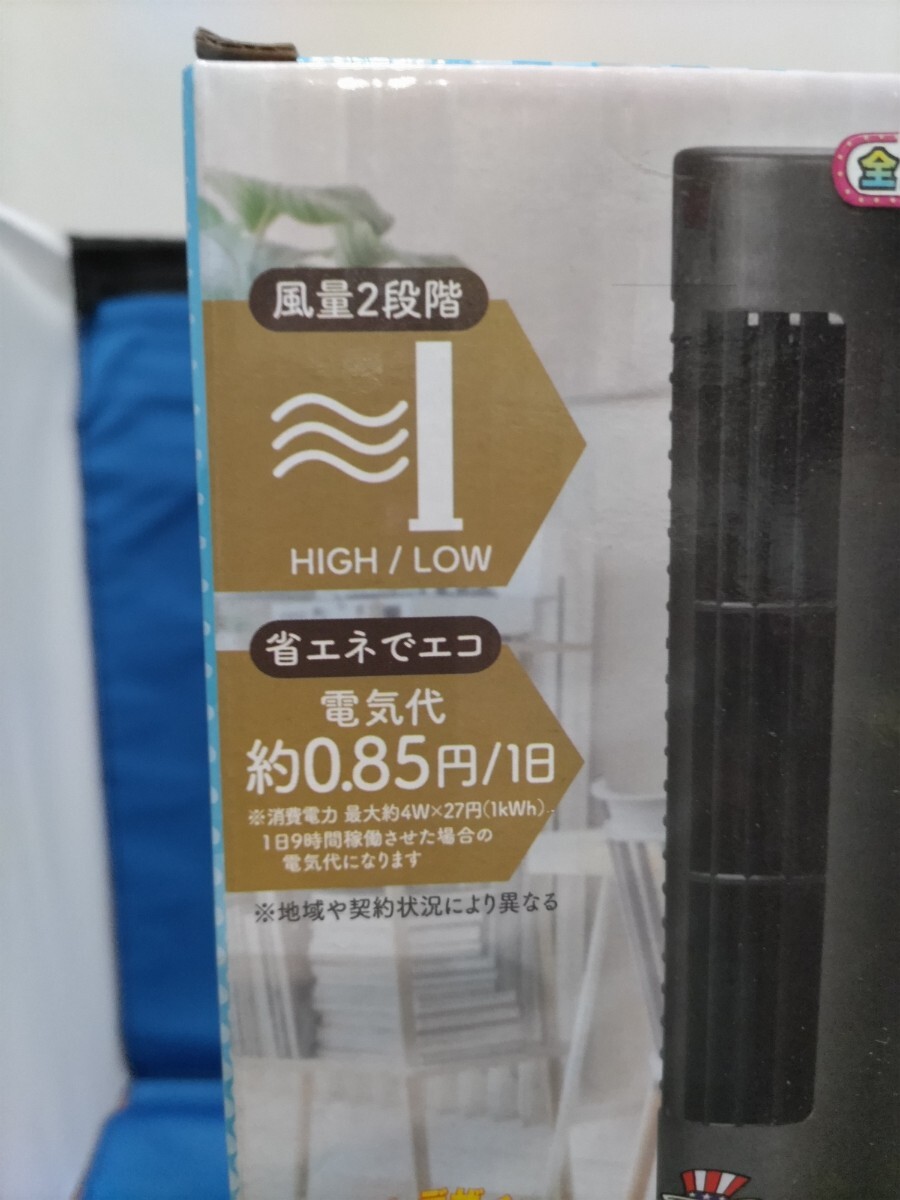 全
風量2段階
HIGH / LOW
省エネでエコ
電気代
約0.85円/1日
※消費電力 最大約4W×27円(1kWh)
1日9時間稼働させた場合の
電気代になります
※地域や契約状況により異なる